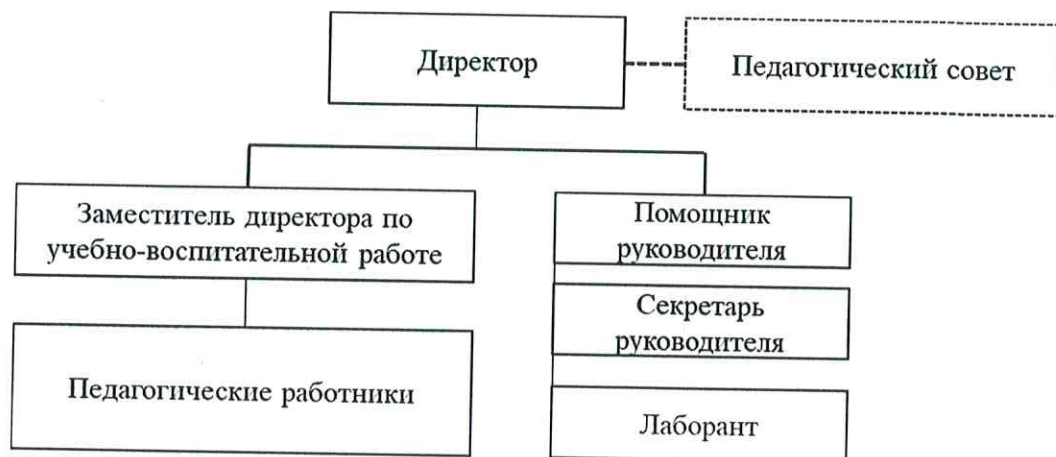 Директор
Педагогический совет
Заместитель директора по
учебно-воспитательной работе
Помощник
руководителя
Секретарь
руководителя
Педагогические работники
Лаборант